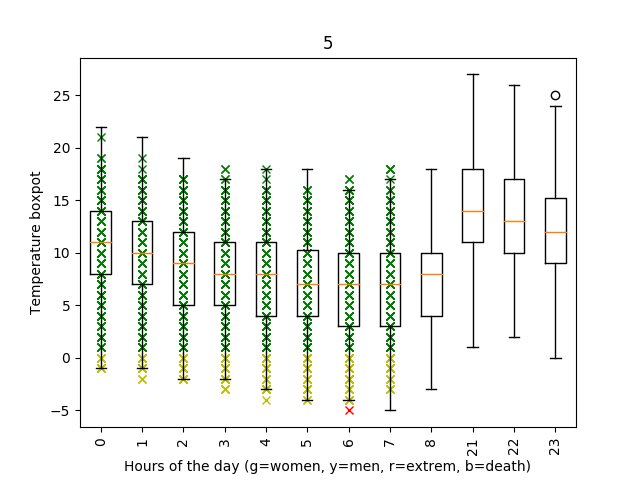 5
Temperature boxpot
25
20
15
10
5
0
−5
0 1 2 3 4 5 6 7 8 21 22 23
Hours of the day (g=women, y=men, r=extrem, b=death)